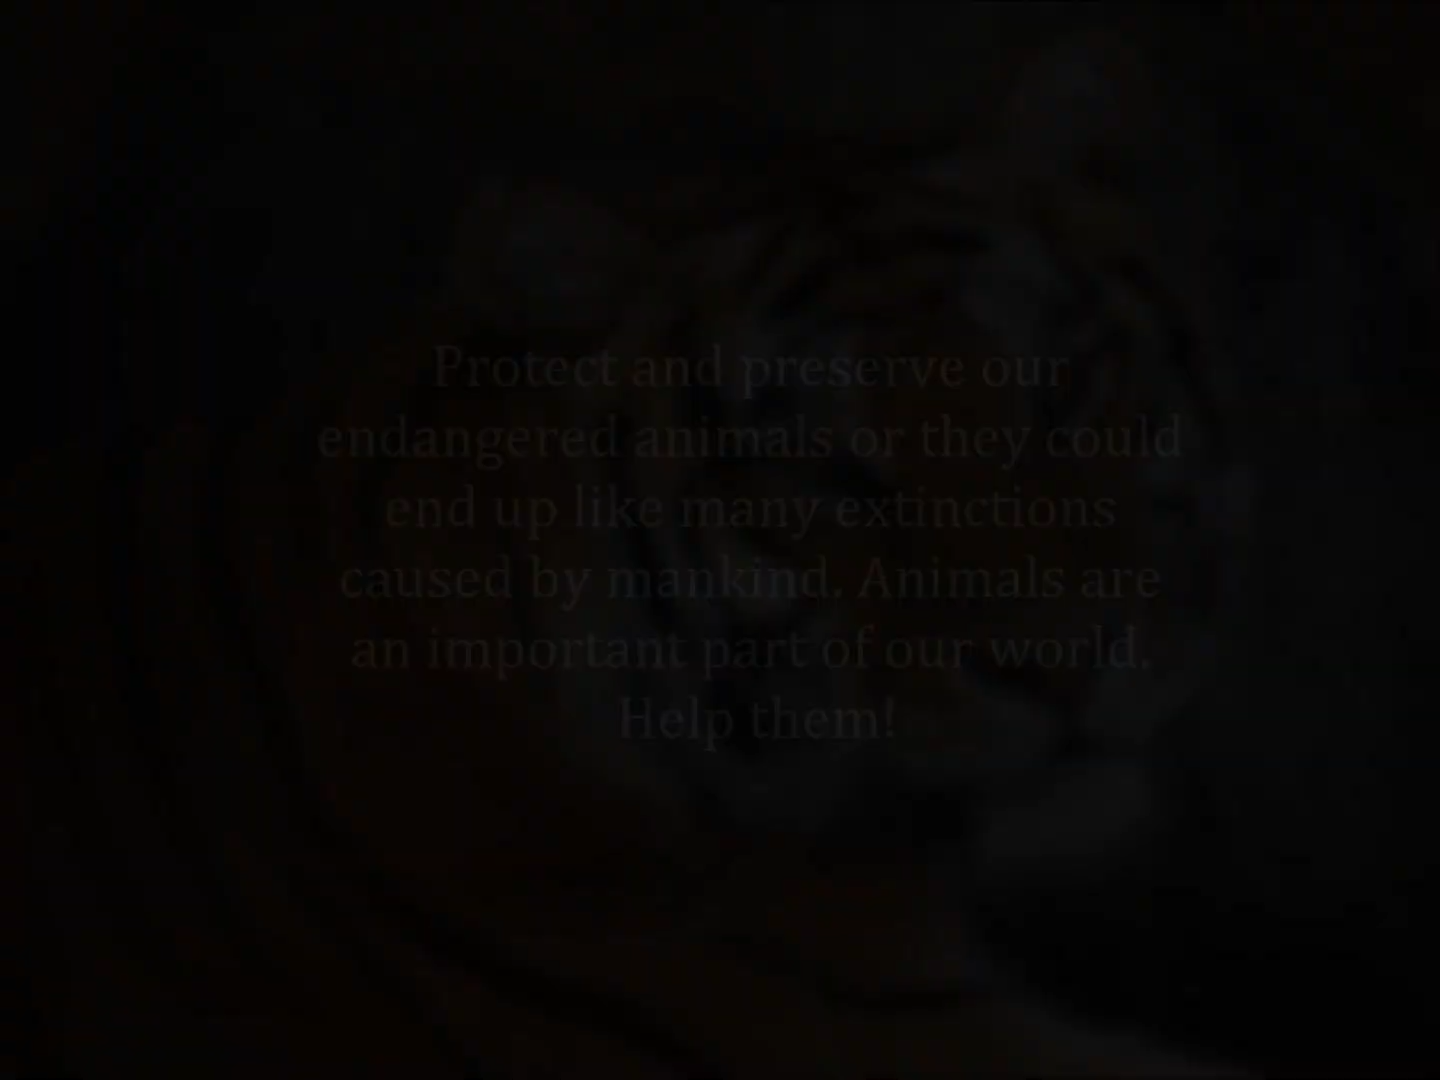 Protect and preserve our
endangered animals or they could
end up like many extinctions
caused by mankind. Animals are
an important part of our world.
Help them!